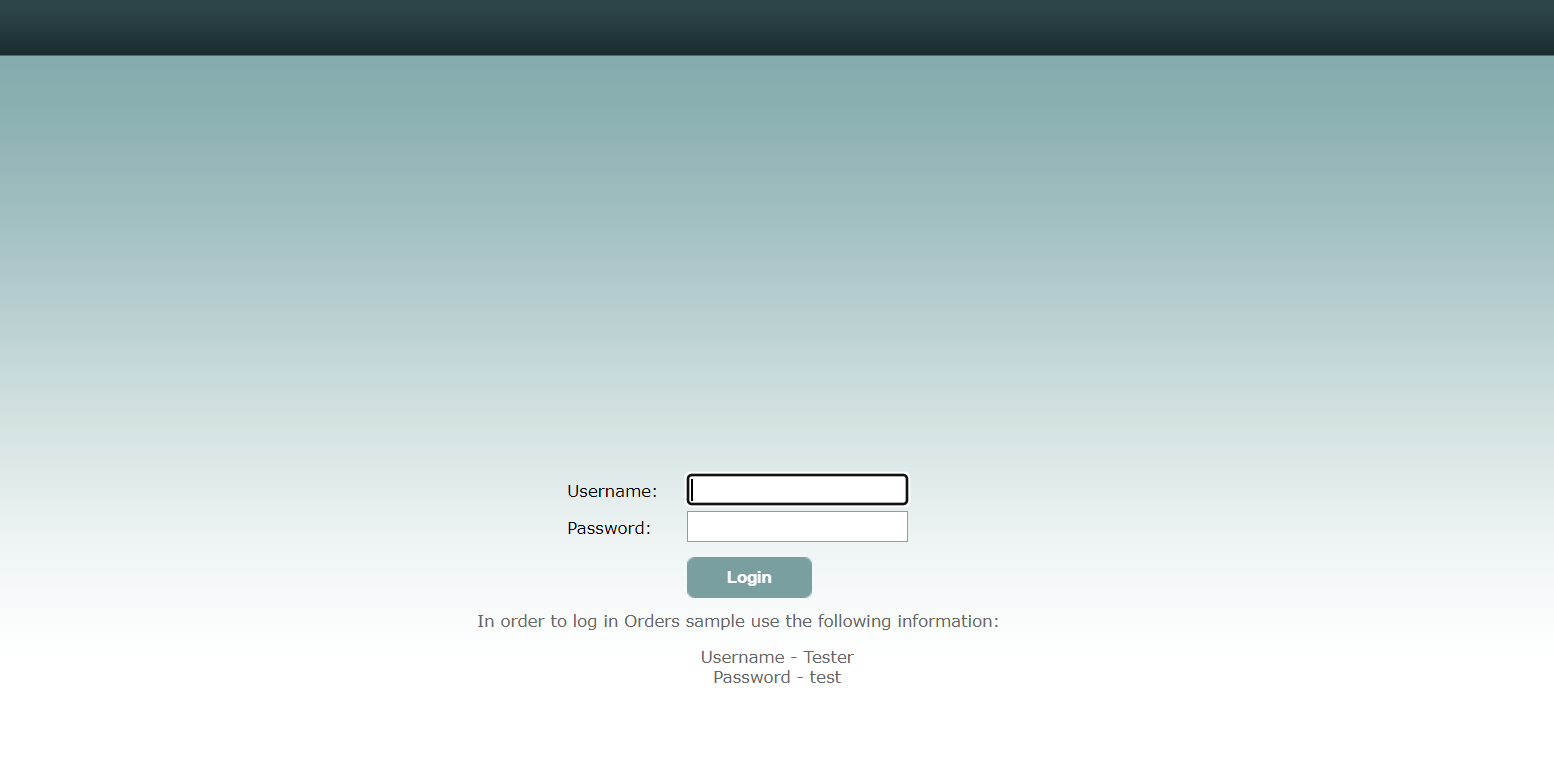 Username:
Password:
Login
In order to log in Orders sample use the following information:
Username - Tester
Password - test